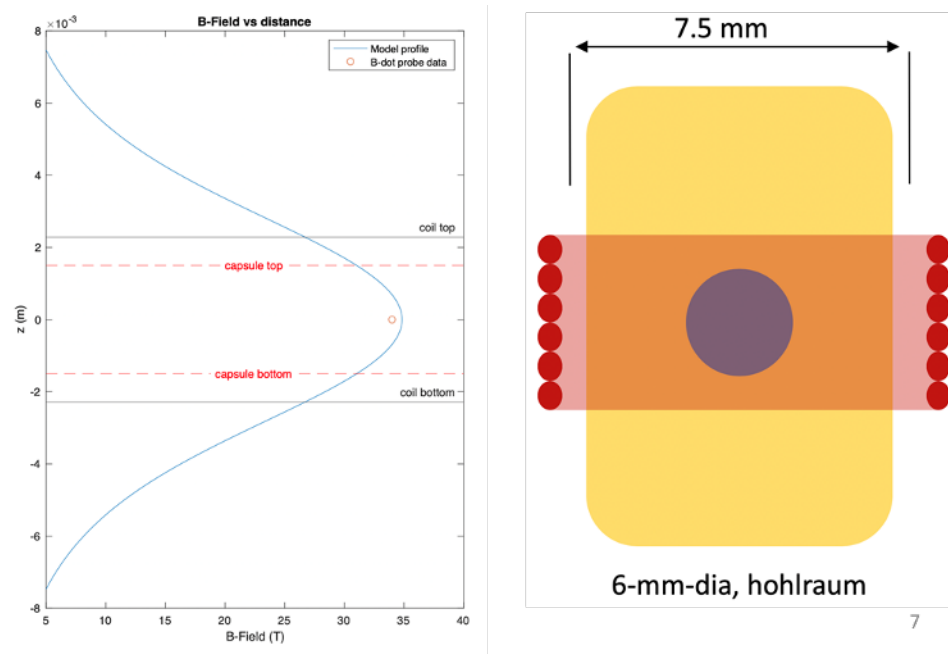 B-Field vs distance
×10⁻³
Model profile
B-dot probe data
8
6
4
2
0
-2
-4
-6
-8
z (m)
coil top
capsule top
capsule bottom
coil bottom
5
10
15
20
25
30
35
40
B-Field (T)
7.5 mm
6-mm-dia, hohlraum
7